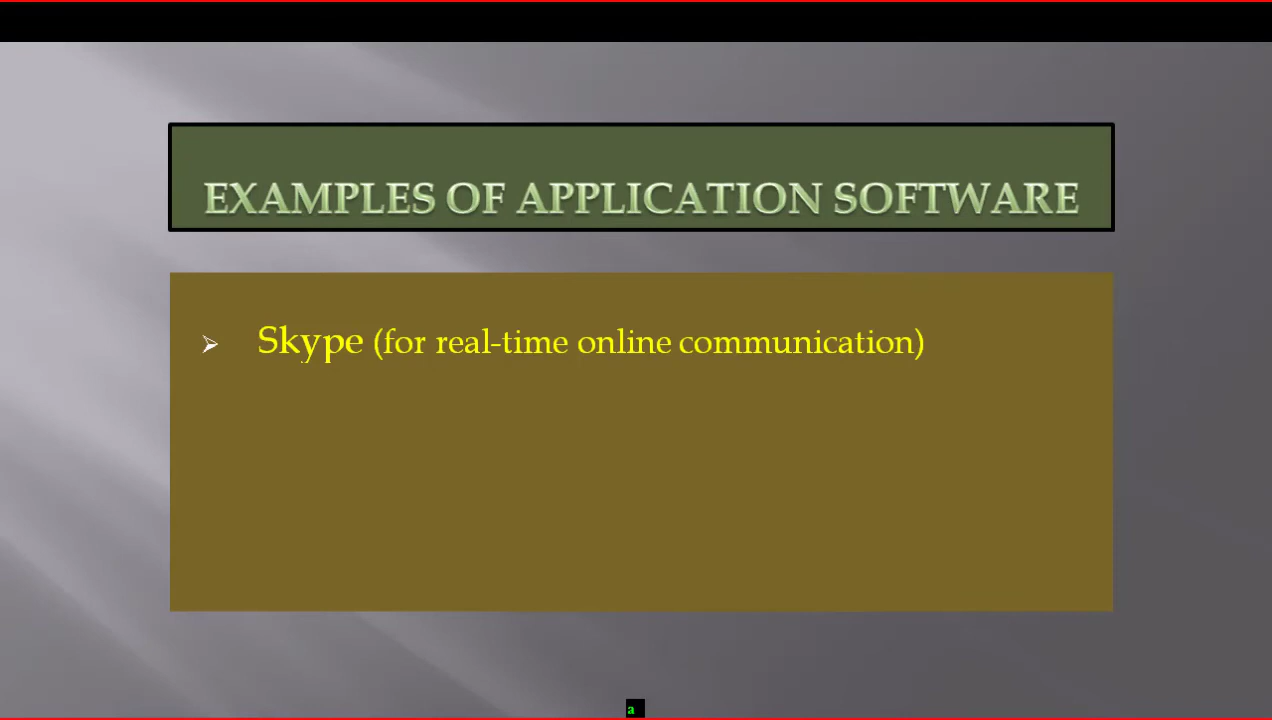 EXAMPLES OF APPLICATION SOFTWARE
➢ Skype (for real-time online communication)
a